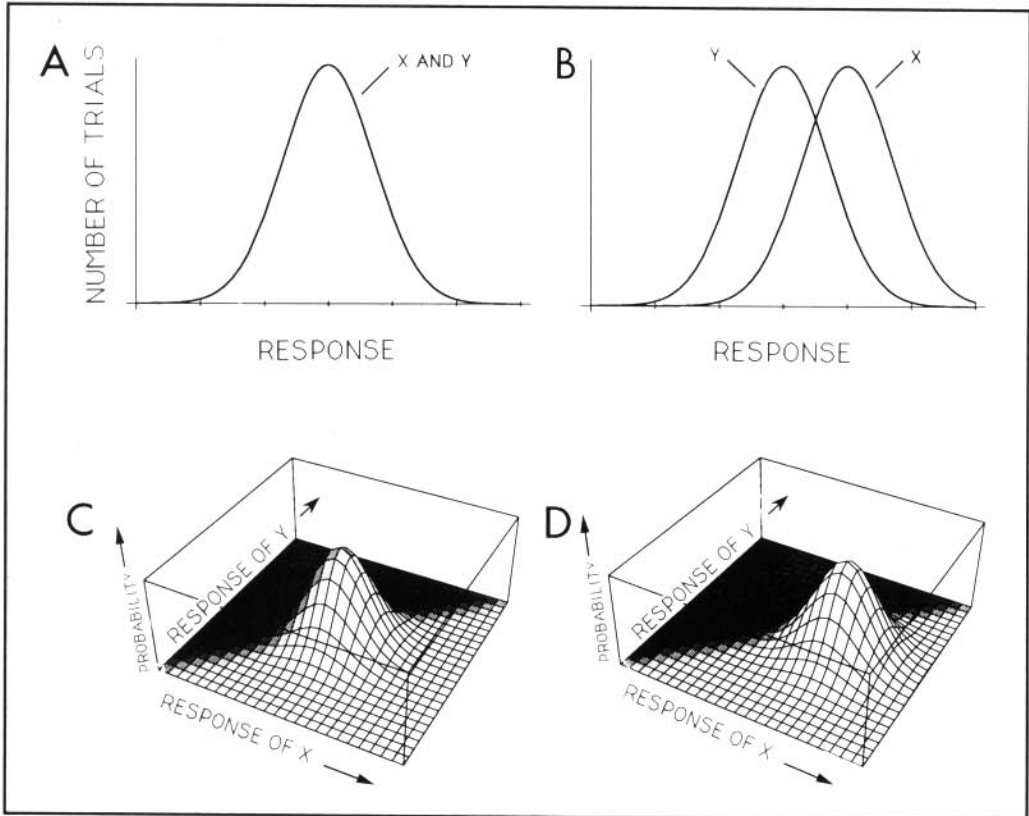 A
NUMBER OF TRIALS
X AND Y
RESPONSE
B
Y
X
RESPONSE
C
PROBABILITY
RESPONSE OF Y
RESPONSE OF X
D
PROBABILITY
RESPONSE OF Y
RESPONSE OF X